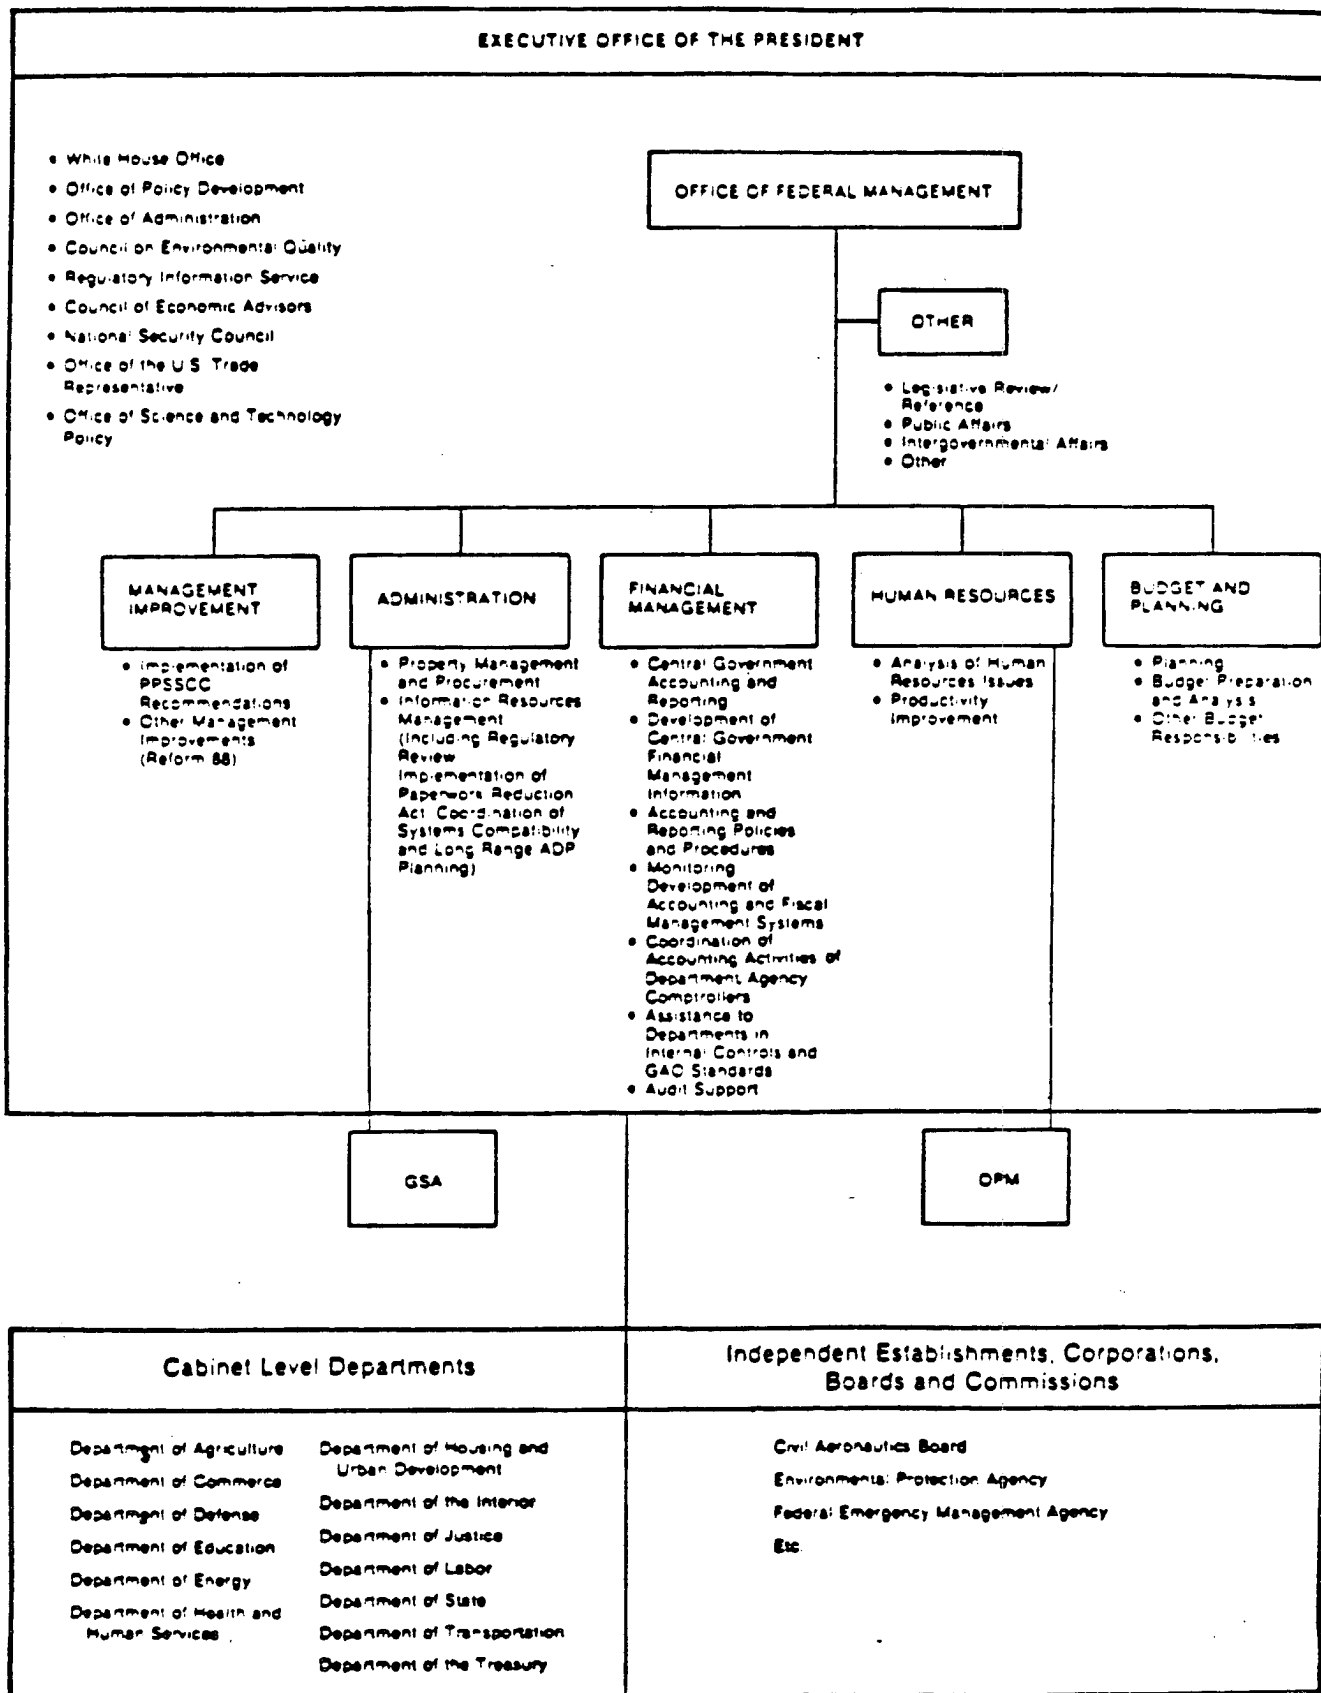 EXECUTIVE OFFICE OF THE PRESIDENT
• White House Office
• Office of Policy Development
• Office of Administration
• Council on Environmental Quality
• Regulatory Information Service
• Council of Economic Advisors
• National Security Council
• Office of the U.S. Trade
Representative
• Office of Science and Technology
Policy
OFFICE OF FEDERAL MANAGEMENT
OTHER
• Legislative Review/
Reference
• Public Affairs
• Intergovernmental Affairs
• Other
MANAGEMENT
IMPROVEMENT
• Implementation of
PPSSCC
Recommendations
• Other Management
Improvements
(Reform 88)
ADMINISTRATION
• Property Management
and Procurement
• Information Resources
Management
(Including Regulatory
Review
Implementation of
Paperwork Reduction
Act Coordination of
Systems Compatibility
and Long Range ADP
Planning)
FINANCIAL
MANAGEMENT
• Central Government
Accounting and
Reporting
• Development of
Central Government
Financial
Management
Information
• Accounting and
Reporting Policies
and Procedures
• Monitoring
Development of
Accounting and Fiscal
Management Systems
• Coordination of
Accounting Activities of
Department Agency
Comptrollers
• Assistance to
Departments in
Internal Controls and
GAO Standards
• Audit Support
HUMAN RESOURCES
• Analysis of Human
Resources Issues
• Productivity
Improvement
BUDGET AND
PLANNING
• Planning
• Budget Preparation
and Analysis
• Other Budget
Responsibilities
GSA
OPM
Cabinet Level Departments
Department of Agriculture
Department of Commerce
Department of Defense
Department of Education
Department of Energy
Department of Health and
Human Services
Department of Housing and
Urban Development
Department of the Interior
Department of Justice
Department of Labor
Department of State
Department of Transportation
Department of the Treasury
Independent Establishments, Corporations,
Boards and Commissions
Civil Aeronautics Board
Environmental Protection Agency
Federal Emergency Management Agency
Etc.